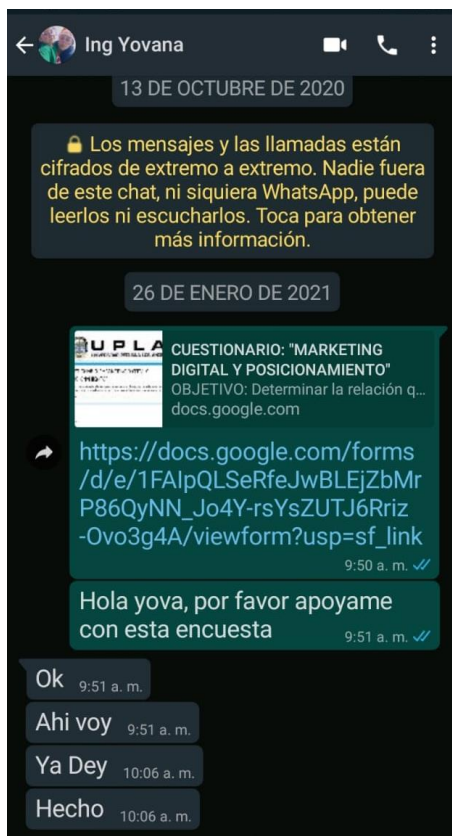 Ing Yovana
13 DE OCTUBRE DE 2020
Los mensajes y las llamadas están
cifrados de extremo a extremo. Nadie fuera
de este chat, ni siquiera WhatsApp, puede
leerlos ni escucharlos. Toca para obtener
más información.
26 DE ENERO DE 2021
UPLA
CUESTIONARIO: "MARKETING
DIGITAL Y POSICIONAMIENTO"
OBJETIVO: Determinar la relación q...
docs.google.com
https://docs.google.com/forms
/d/e/1FAIpQLSeRfeJwBLEjZbMr
P86QyNN_Jo4Y-rsYsZUTJ6Rriz
-Ovo3g4A/viewform?usp=sf_link
9:50 a. m.
Hola yova, por favor apoyame
con esta encuesta
9:51 a. m.
Ok 9:51 a. m.
Ahi voy 9:51 a. m.
Ya Dey 10:06 a. m.
Hecho 10:06 a. m.